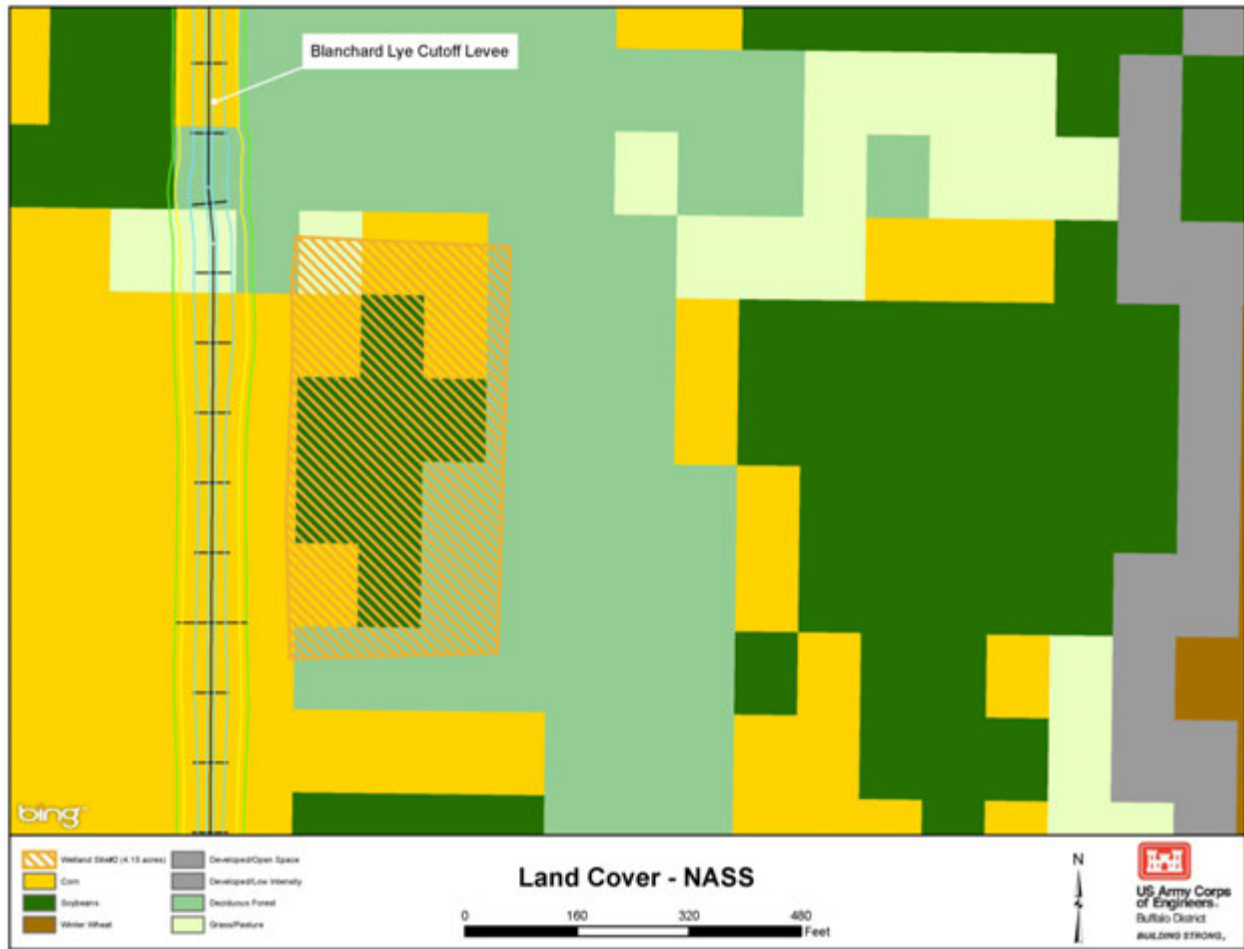 Blanchard Lye Cutoff Levee
bing
Wetland Site#2 (4.15 acres)
Corn
Soybeans
Winter Wheat
Developed/Open Space
Developed/Low Intensity
Deciduous Forest
Grass/Pasture
Land Cover - NASS
0 160 320 480
Feet
N
US Army Corps
of Engineers
Buffalo District
BUILDING STRONG